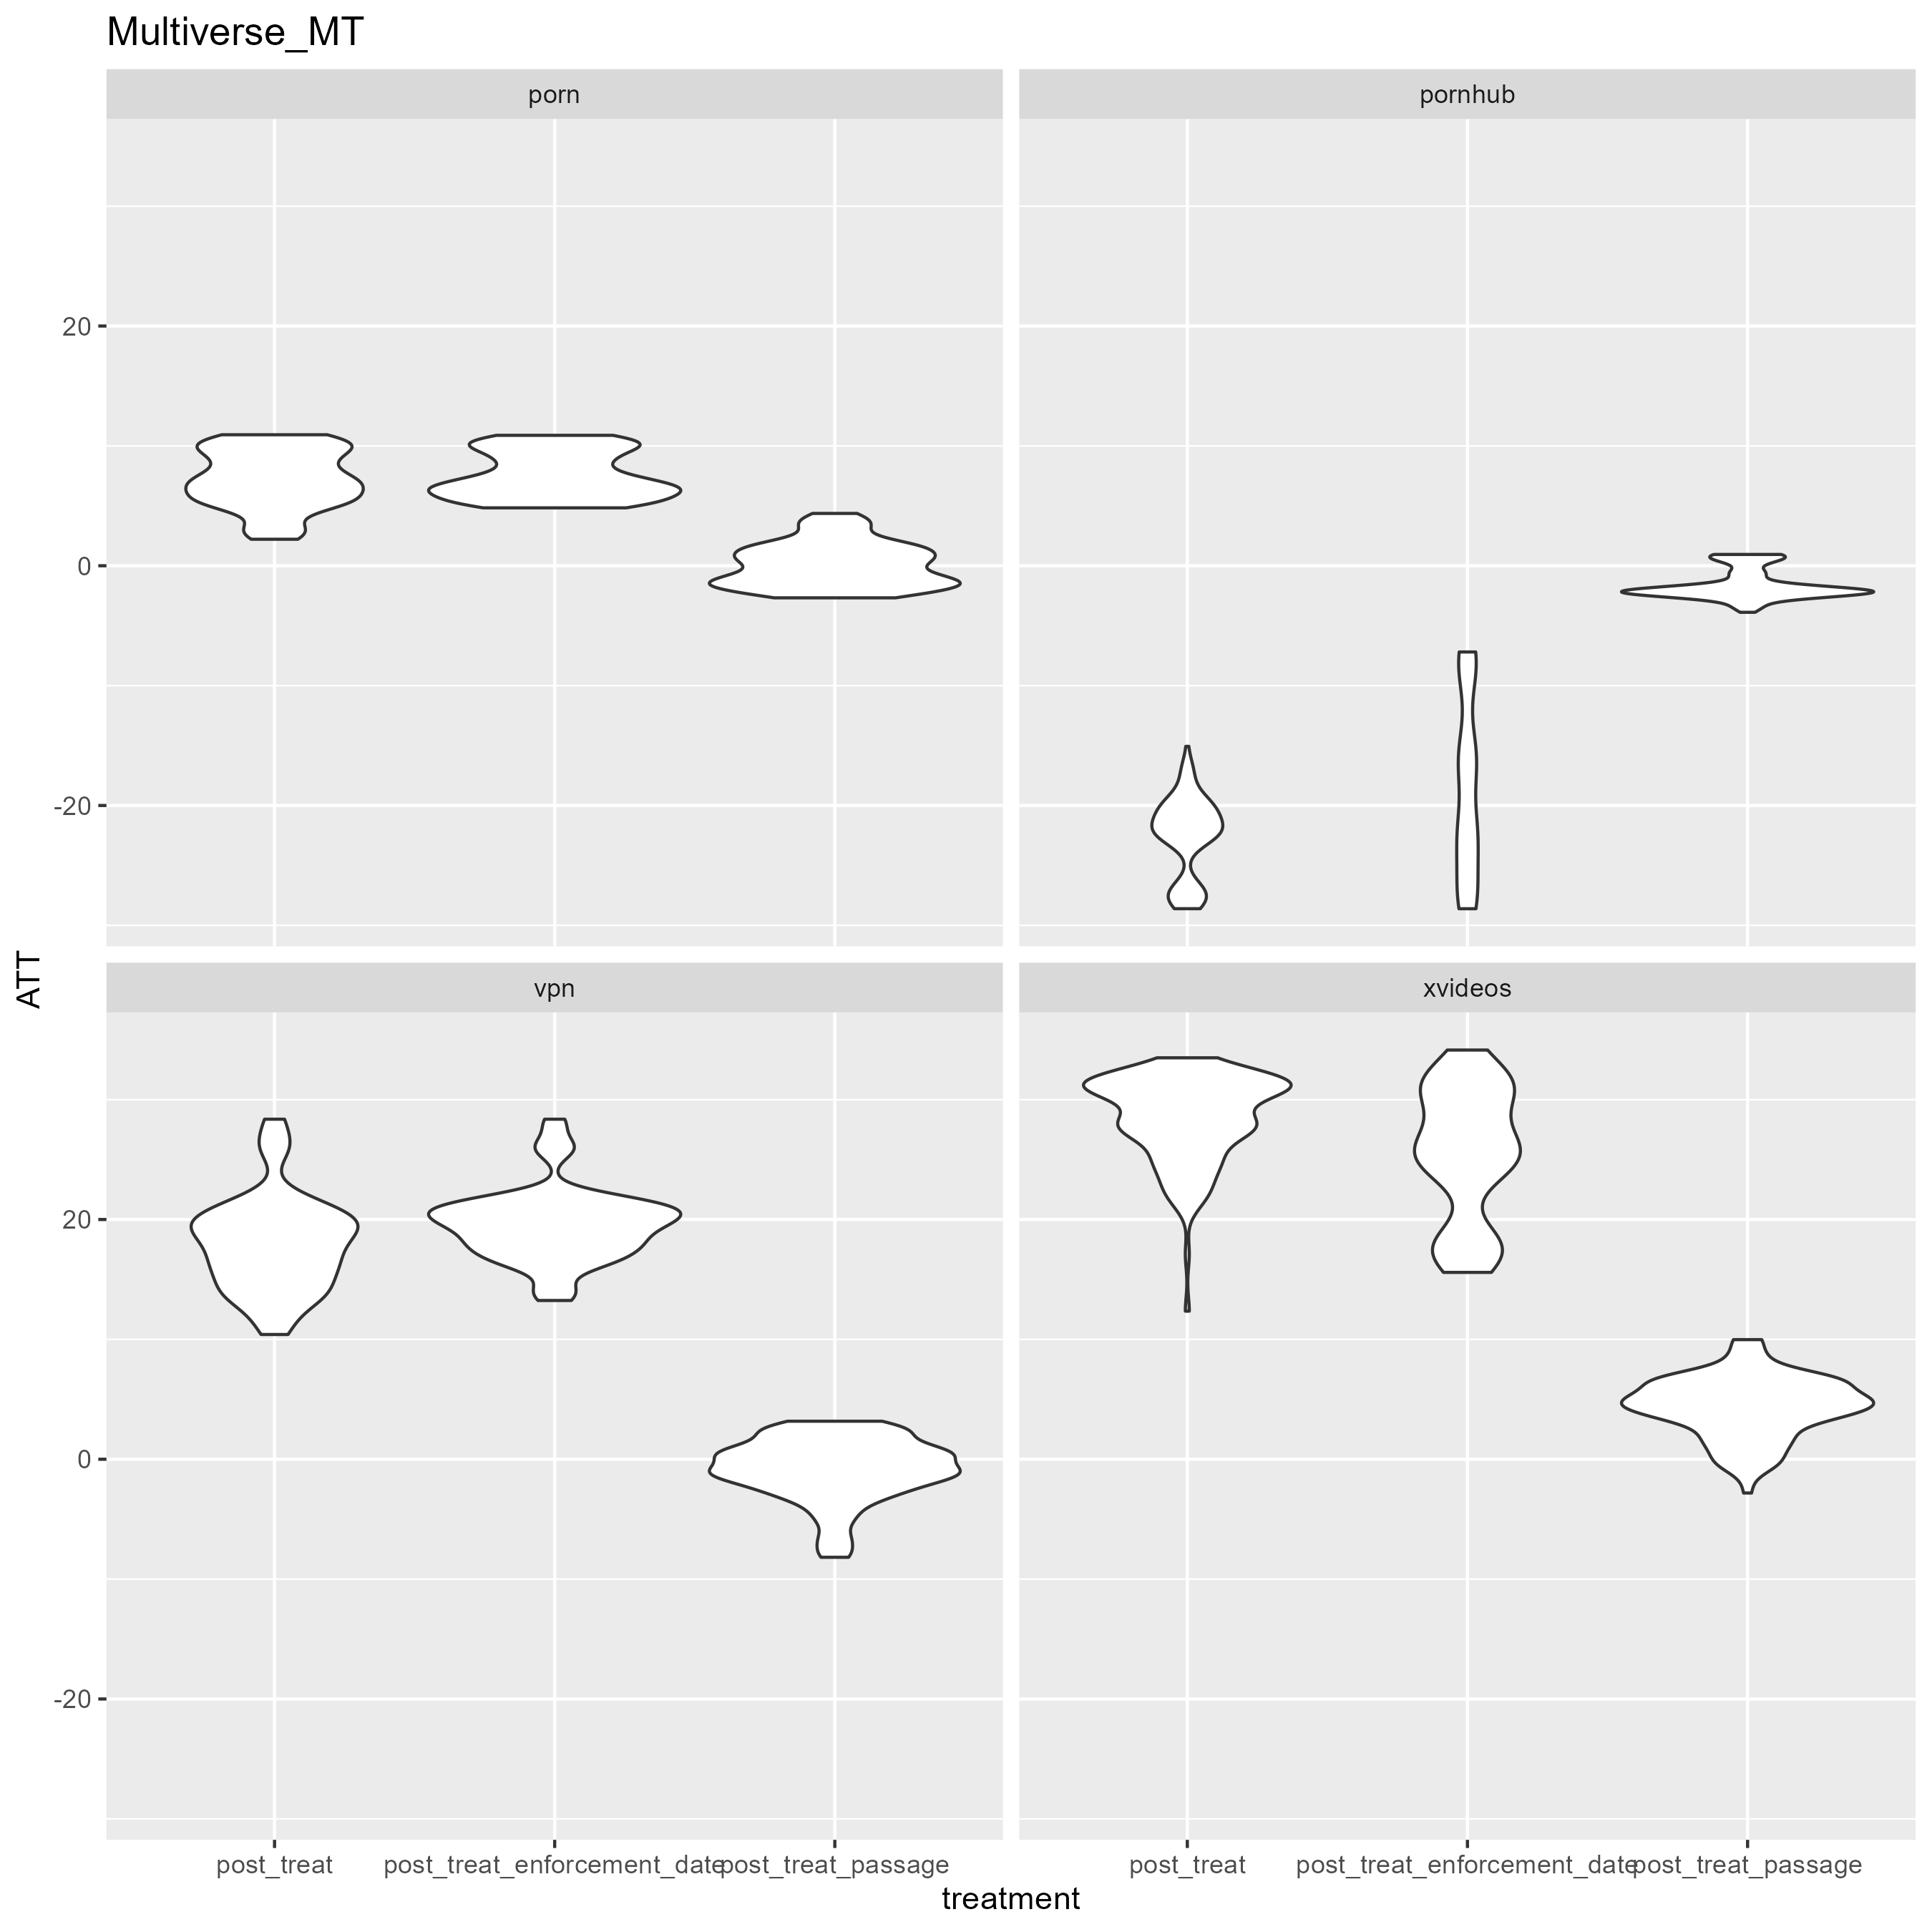 Multiverse_MT
porn
pornhub
20
0
-20
ATT
vpn
xvideos
20
0
-20
post_treat
post_treat_enforcement_date
post_treat_passage
post_treat
post_treat_enforcement_date
post_treat_passage
treatment